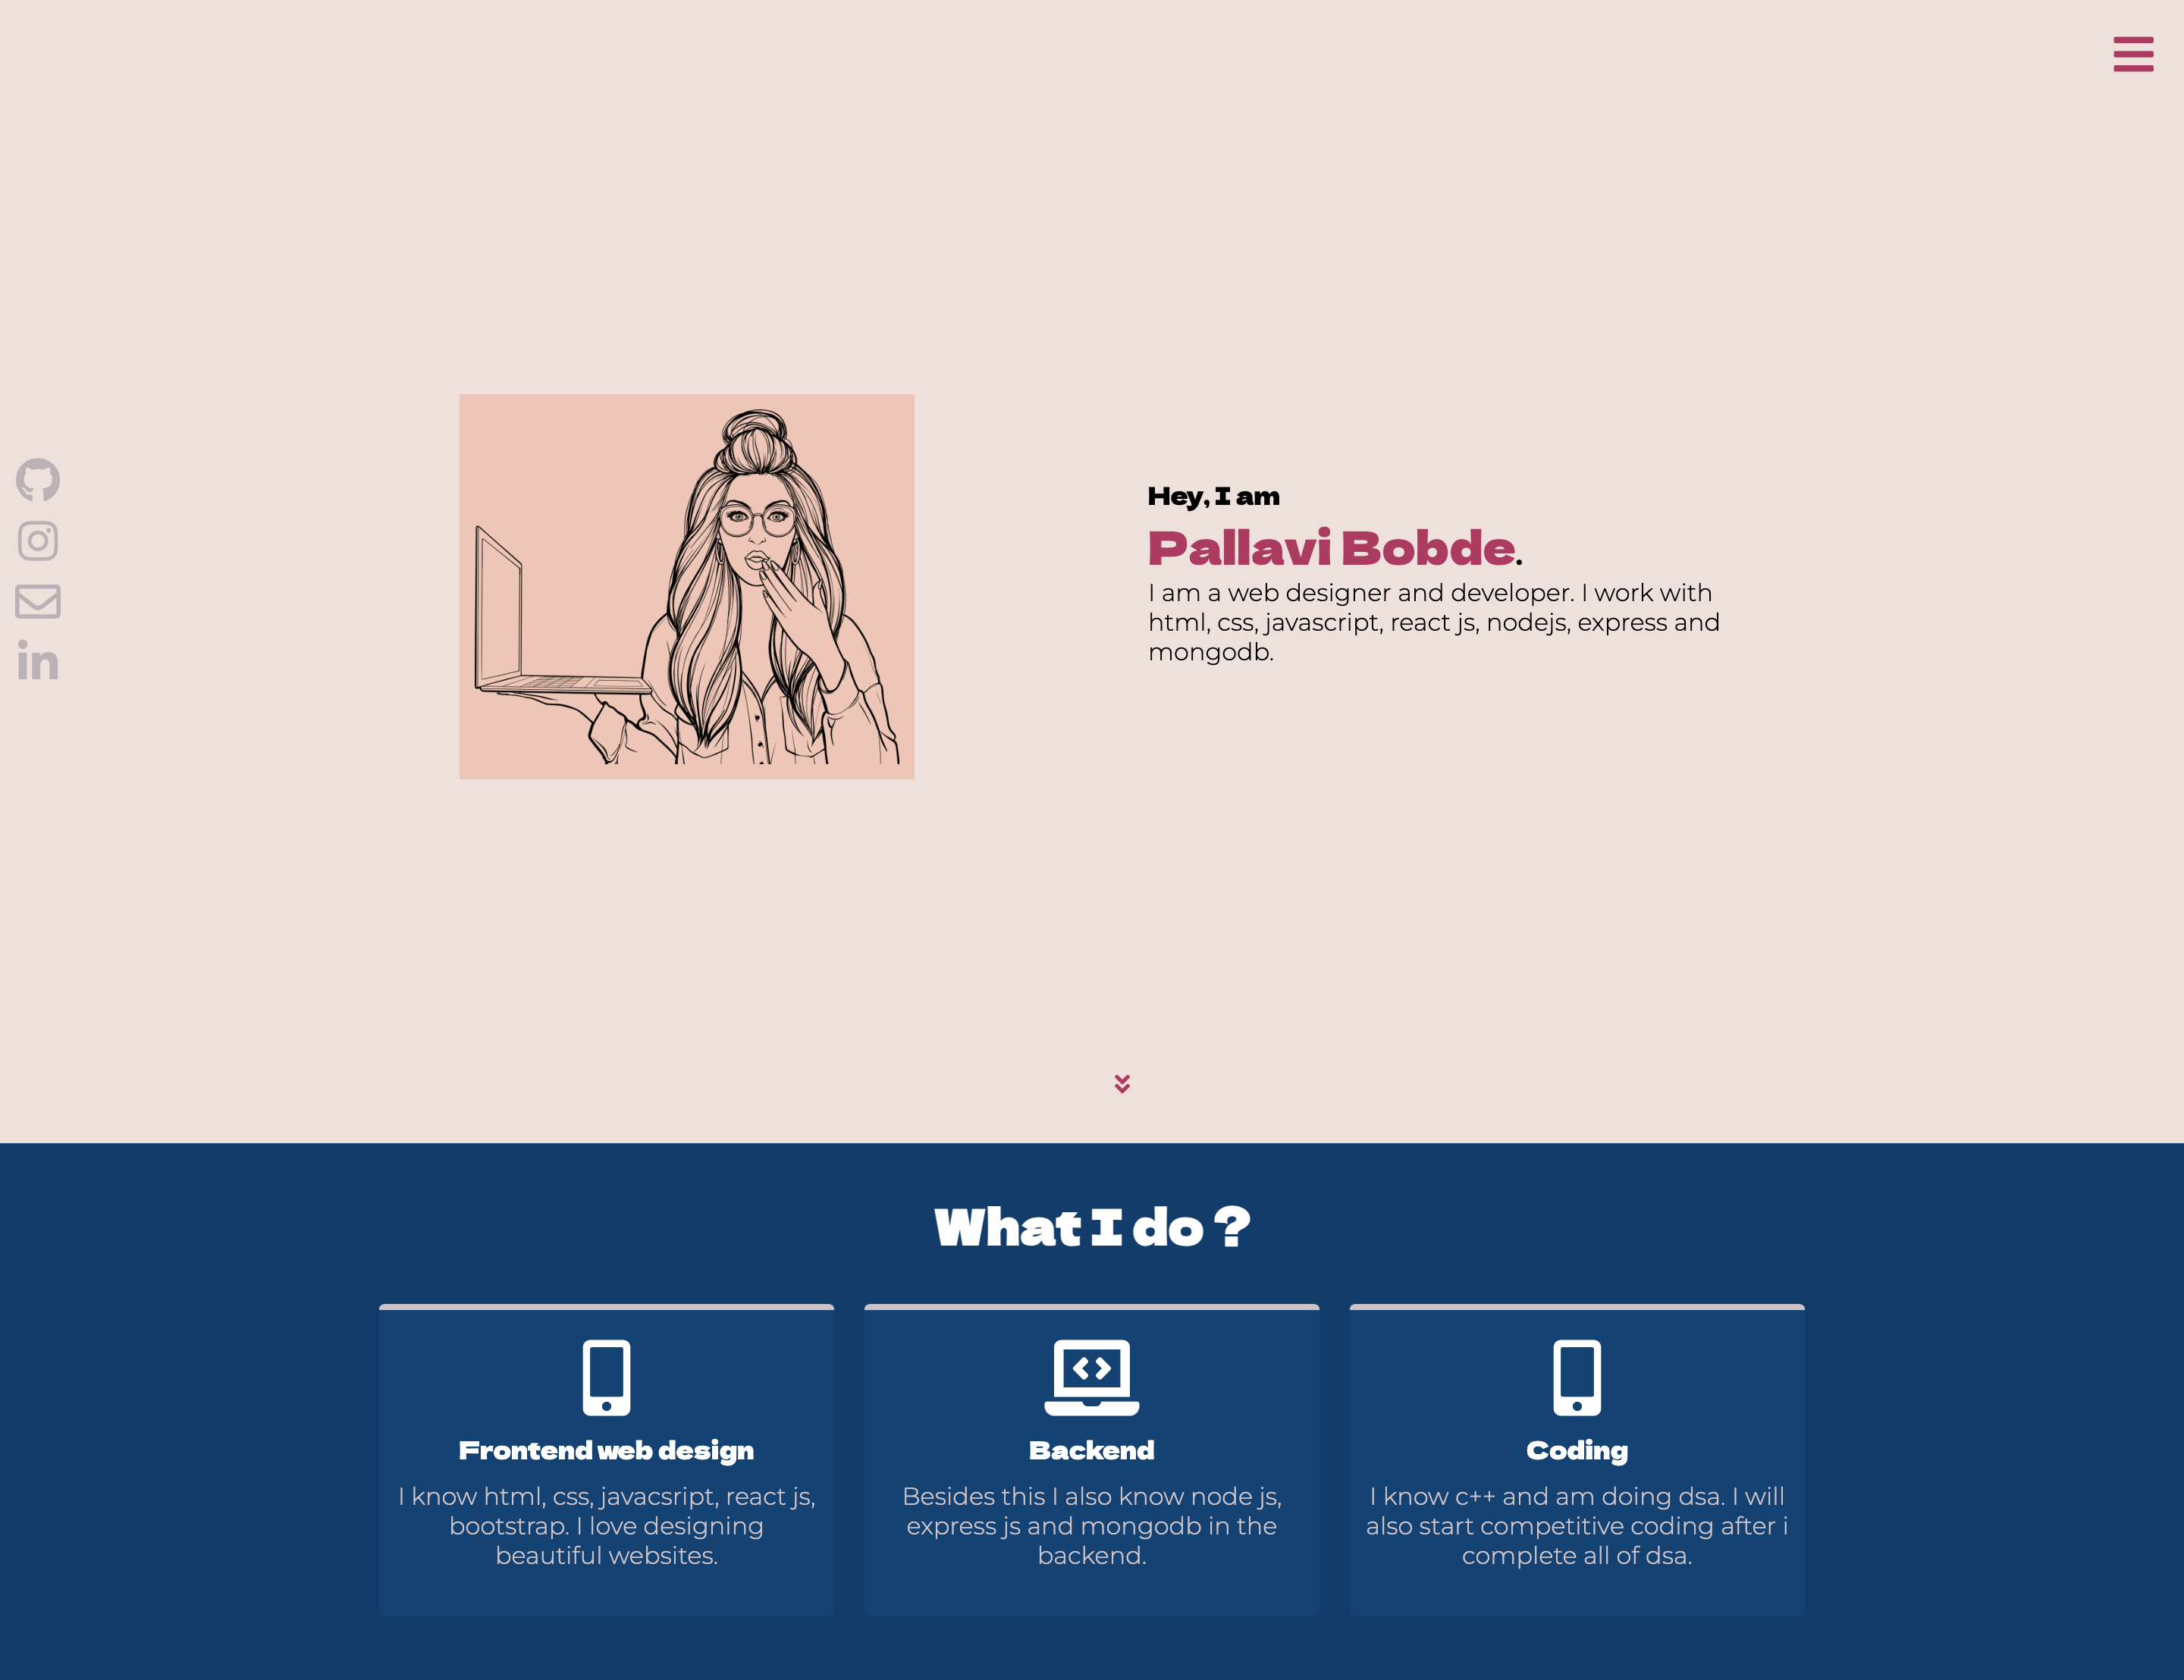 Hey, I am
Pallavi Bobde.
I am a web designer and developer. I work with
html, css, javascript, react js, nodejs, express and
mongodb.
What I do ?
Frontend web design
I know html, css, javacsript, react js,
bootstrap. I love designing
beautiful websites.
Backend
Besides this I also know node js,
express js and mongodb in the
backend.
Coding
I know c++ and am doing dsa. I will
also start competitive coding after i
complete all of dsa.